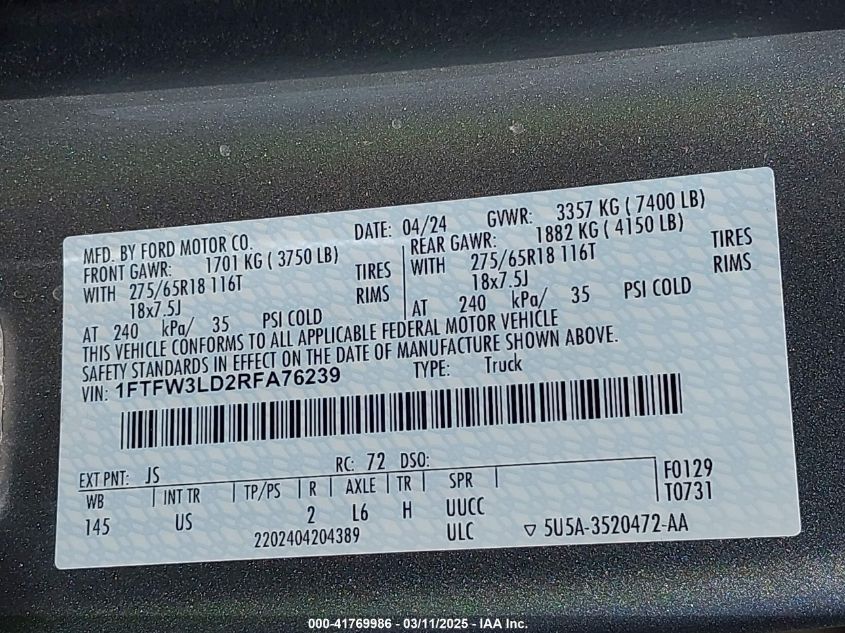 MFD. BY FORD MOTOR CO. DATE: 04/24 GVWR: 3357 KG ( 7400 LB)
FRONT GAWR: 1701 KG ( 3750 LB) REAR GAWR: 1882 KG ( 4150 LB)
WITH 275/65R18 116T TIRES WITH 275/65R18 116T TIRES
18x7.5J RIMS 18x7.5J RIMS
AT 240 kPa/ 35 PSI COLD AT 240 kPa/ 35 PSI COLD
THIS VEHICLE CONFORMS TO ALL APPLICABLE FEDERAL MOTOR VEHICLE
SAFETY STANDARDS IN EFFECT ON THE DATE OF MANUFACTURE SHOWN ABOVE.
VIN: 1FTFW3LD2RFA76239 TYPE: Truck
EXT PNT: JS RC: 72 DSO:
WB INT TR TP/PS R AXLE TR SPR F0129
145 US 2 L6 H UUCC T0731
2202404204389 ULC ▽ 5U5A-3520472-AA
000-41769986 - 03/11/2025 - IAA Inc.